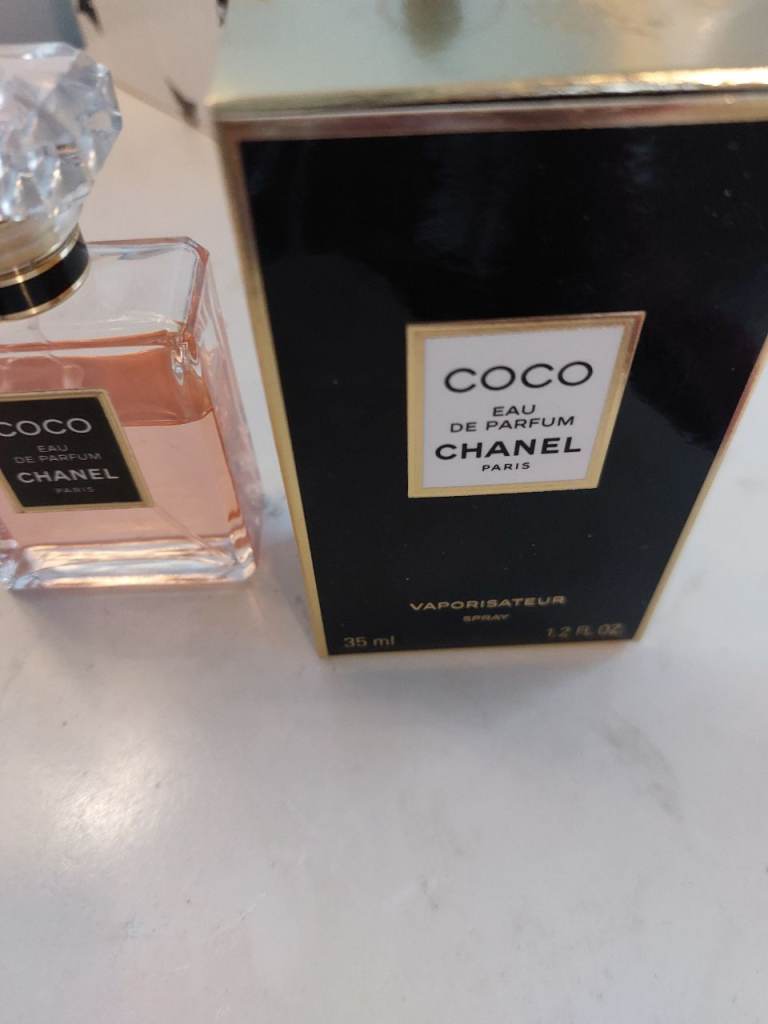 COCO
EAU
DE PARFUM
CHANEL
PARIS
COCO
EAU
DE PARFUM
CHANEL
PARIS
VAPORISATEUR
SPRAY
35 ml 1.2 FL. OZ.